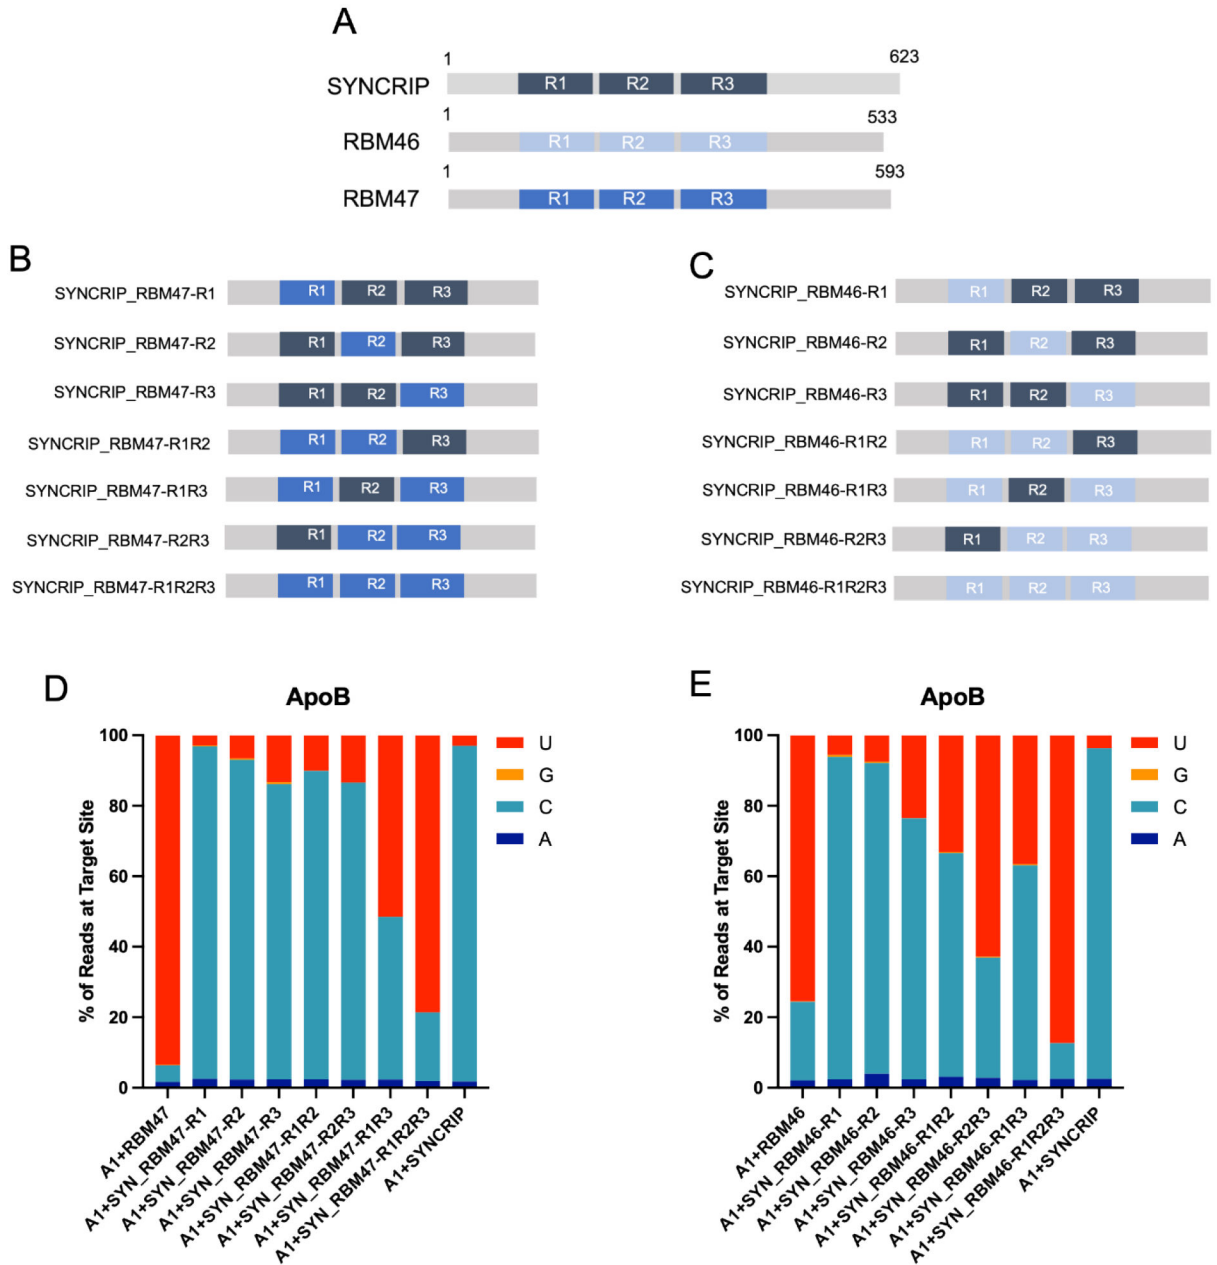 A
1
623
SYNCRIP
R1 R2 R3
1
533
RBM46
R1 R2 R3
1
593
RBM47
R1 R2 R3
B
SYNCRIP_RBM47-R1
R1 R2 R3
SYNCRIP_RBM47-R2
R1 R2 R3
SYNCRIP_RBM47-R3
R1 R2 R3
SYNCRIP_RBM47-R1R2
R1 R2 R3
SYNCRIP_RBM47-R1R3
R1 R2 R3
SYNCRIP_RBM47-R2R3
R1 R2 R3
SYNCRIP_RBM47-R1R2R3
R1 R2 R3
C
SYNCRIP_RBM46-R1
R1 R2 R3
SYNCRIP_RBM46-R2
R1 R2 R3
SYNCRIP_RBM46-R3
R1 R2 R3
SYNCRIP_RBM46-R1R2
R1 R2 R3
SYNCRIP_RBM46-R1R3
R1 R2 R3
SYNCRIP_RBM46-R2R3
R1 R2 R3
SYNCRIP_RBM46-R1R2R3
R1 R2 R3
D
ApoB
% of Reads at Target Site
100
80
60
40
20
0
U
G
C
A
A1+RBM47
A1+SYN_RBM47-R1
A1+SYN_RBM47-R2
A1+SYN_RBM47-R3
A1+SYN_RBM47-R1R2
A1+SYN_RBM47-R2R3
A1+SYN_RBM47-R1R3
A1+SYN_RBM47-R1R2R3
A1+SYNCRIP
E
ApoB
% of Reads at Target Site
100
80
60
40
20
0
U
G
C
A
A1+RBM46
A1+SYN_RBM46-R1
A1+SYN_RBM46-R2
A1+SYN_RBM46-R3
A1+SYN_RBM46-R1R2
A1+SYN_RBM46-R2R3
A1+SYN_RBM46-R1R3
A1+SYN_RBM46-R1R2R3
A1+SYNCRIP